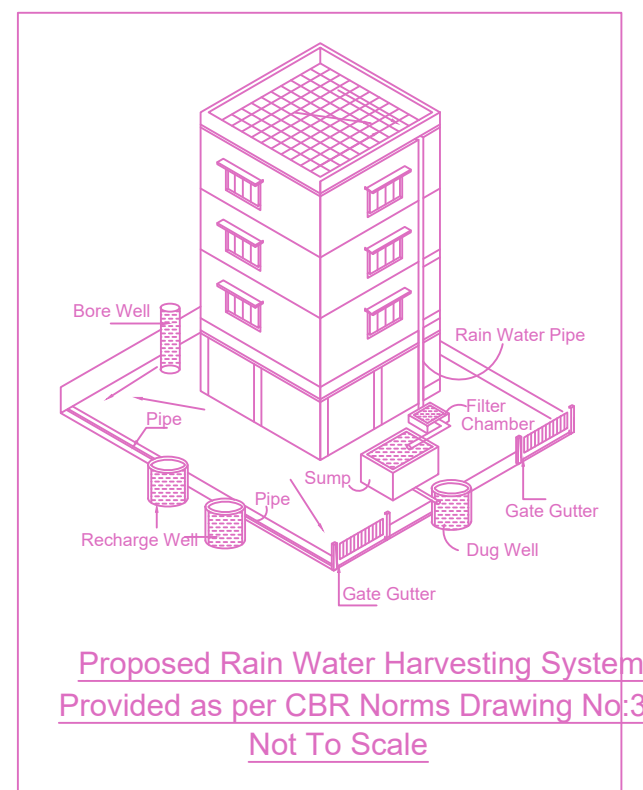 Bore Well
Rain Water Pipe
Filter
Chamber
Pipe
Sump
Pipe
Gate Gutter
Recharge Well
Dug Well
Gate Gutter
Proposed Rain Water Harvesting System
Provided as per CBR Norms Drawing No:3
Not To Scale